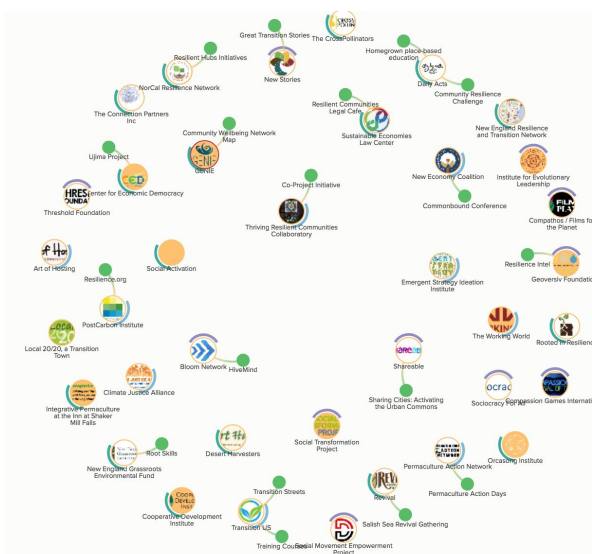 Great Transition Stories
The CrossPollinators
New Stories
Resilient Hubs Initiatives
NorCal Resilience Network
Homegrown place-based
education
Daily Acts
Community Resilience
Challenge
The Connection Partners
Inc
Resilient Communities
Legal Cafe
Sustainable Economies
Law Center
New England Resilience
and Transition Network
Community Wellbeing Network
Map
GENIE
Ujima Project
Center for Economic Democracy
New Economy Coalition
Commonbound Conference
Institute for Evolutionary
Leadership
Co-Project Initiative
Thriving Resilient Communities
Collaboratory
Threshold Foundation
Compathos / Films for
the Planet
Art of Hosting
Social Activation
Resilience.org
PostCarbon Institute
Emergent Strategy Ideation
Institute
Resilience Intel
Geoversiv Foundation
Local 20/20, a Transition
Town
Bloom Network
HiveMind
Shareable
Sharing Cities: Activating
the Urban Commons
The Working World
Rooted in Resilience
Climate Justice Alliance
Integrative Permaculture
at the inn at Shaker
Mill Falls
Sociocracy For All
Compassion Games Internati
Root Skills
New England Grassroots
Environmental Fund
Desert Harvesters
Social Transformation
Project
Permaculture Action Network
Permaculture Action Days
Orcasong Institute
Cooperative Development
Institute
Transition Streets
Transition US
Training Courses
Revival
Salish Sea Revival Gathering
Social Movement Empowerment
Project